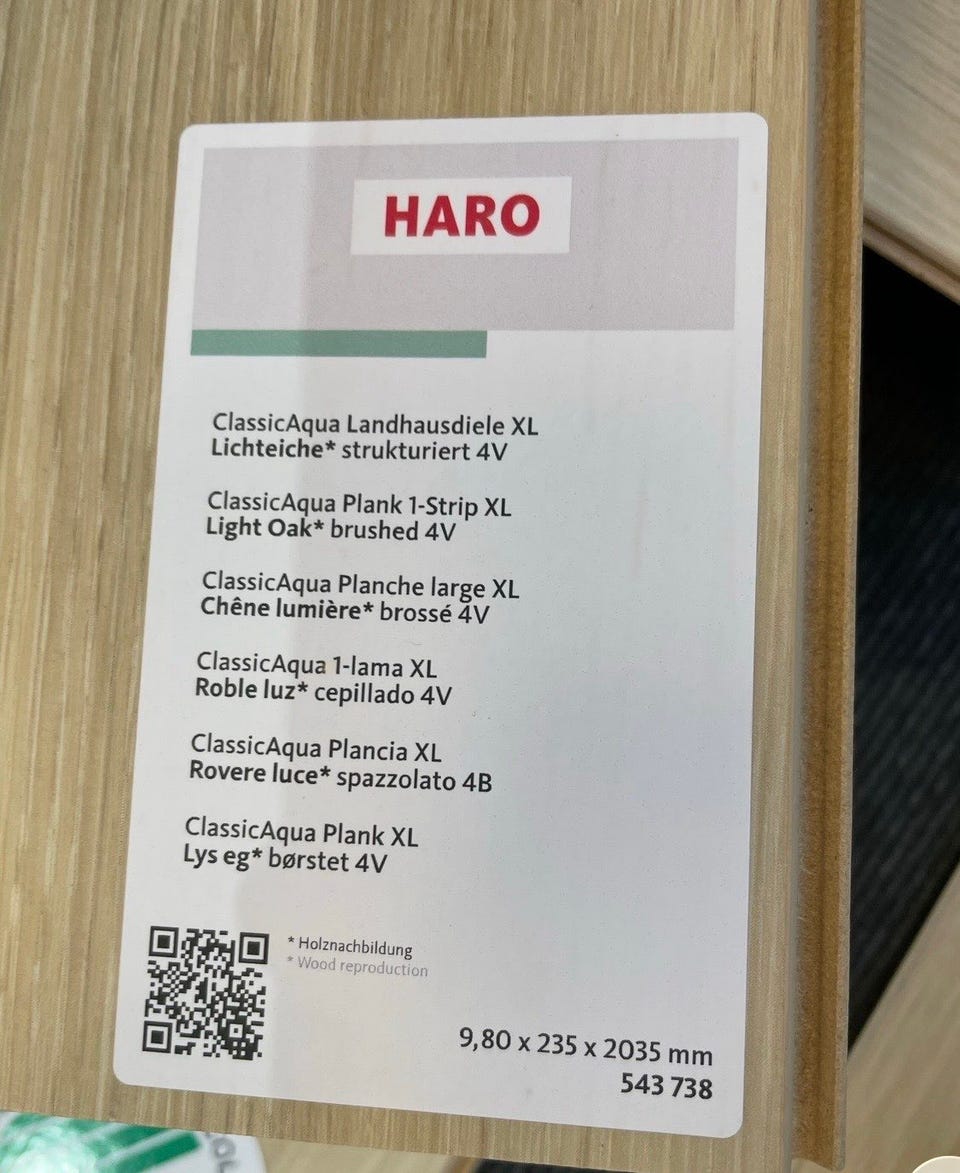 HARO
ClassicAqua Landhausdiele XL
Lichteiche* strukturiert 4V
ClassicAqua Plank 1-Strip XL
Light Oak* brushed 4V
ClassicAqua Planche large XL
Chêne lumière* brossé 4V
ClassicAqua 1-lama XL
Roble luz* cepillado 4V
ClassicAqua Plancia XL
Rovere luce* spazzolato 4B
ClassicAqua Plank XL
Lys eg* børstet 4V
* Holznachbildung
* Wood reproduction
9,80 x 235 x 2035 mm
543 738